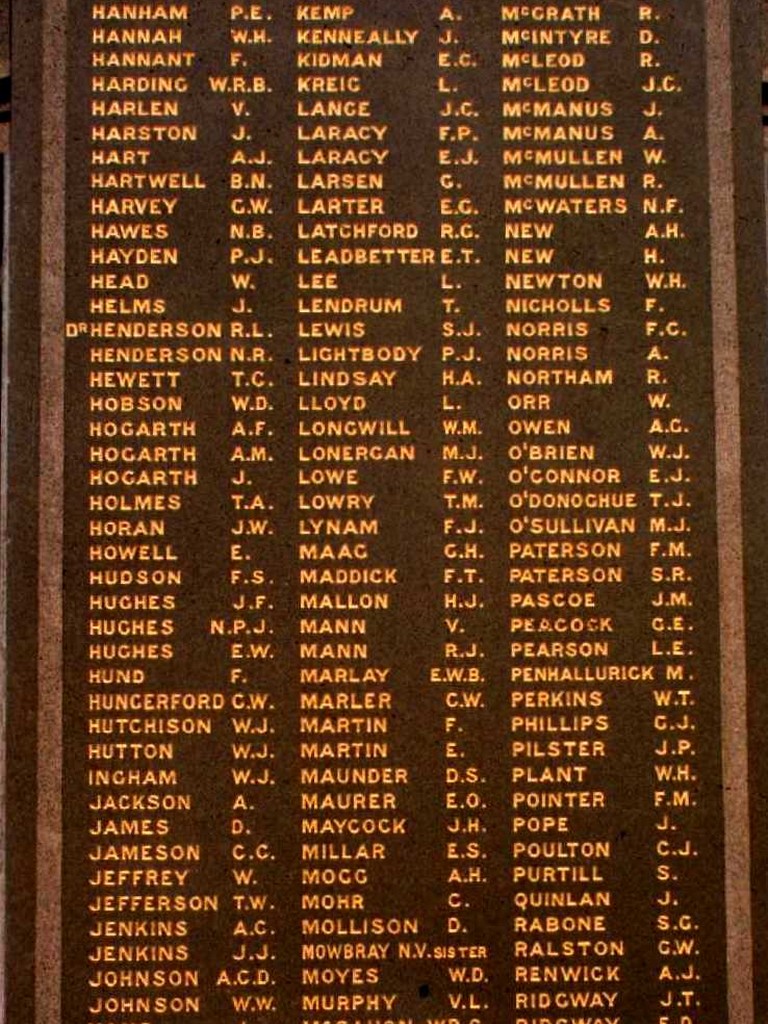 HANHAM P.E.
HANNAH W.H.
HANNANT F.
HARDING W.R.B.
HARLEN V.
HARSTON J.
HART A.J.
HARTWELL B.N.
HARVEY G.W.
HAWES N.B.
HAYDEN P.J.
HEAD W.
HELMS J.
DR HENDERSON R.L.
HENDERSON N.R.
HEWETT T.C.
HOBSON W.D.
HOGARTH A.F.
HOGARTH A.M.
HOGARTH J.
HOLMES T.A.
HORAN J.W.
HOWELL E.
HUDSON F.S.
HUGHES J.F.
HUGHES N.P.J.
HUGHES E.W.
HUND F.
HUNGERFORD C.W.
HUTCHISON W.J.
HUTTON W.J.
INGHAM W.J.
JACKSON A.
JAMES D.
JAMESON C.C.
JEFFREY W.
JEFFERSON T.W.
JENKINS A.C.
JENKINS J.J.
JOHNSON A.G.D.
JOHNSON W.W.
KEMP A.
KENNEALLY J.
KIDMAN E.C.
KREIG L.
LANCE J.C.
LARACY F.P.
LARACY E.J.
LARSEN G.
LARTER E.G.
LATCHFORD R.G.
LEADBETTER E.T.
LEE L.
LENDRUM T.
LEWIS S.J.
LIGHTBODY P.J.
LINDSAY H.A.
LLOYD L.
LONGWILL W.M.
LONERGAN M.J.
LOWE F.W.
LOWRY T.M.
LYNAM F.J.
MAAG G.H.
MADDICK F.T.
MALLON H.J.
MANN V.
MANN R.J.
MARLAY E.W.B.
MARLER C.W.
MARTIN F.
MARTIN E.
MAUNDER D.S.
MAURER E.O.
MAYCOCK J.H.
MILLAR E.S.
MOGG A.H.
MOHR C.
MOLLISON D.
MOWBRAY N.V. SISTER
MOYES W.D.
MURPHY V.L.
McGRATH R.
McINTYRE D.
McLEOD R.
McLEOD J.C.
McMANUS J.
McMANUS A.
McMULLEN W.
McMULLEN R.
McWATERS N.F.
NEW A.H.
NEW H.
NEWTON W.H.
NICHOLLS F.
NORRIS F.G.
NORRIS A.
NORTHAM R.
ORR W.
OWEN A.G.
O'BRIEN W.J.
O'CONNOR E.J.
O'DONOGHUE T.J.
O'SULLIVAN M.J.
PATERSON F.M.
PATERSON S.R.
PASCOE J.M.
PEACOCK G.E.
PEARSON L.E.
PENHALLURICK M.
PERKINS W.T.
PHILLIPS G.J.
PILSTER J.P.
PLANT W.H.
POINTER F.M.
POPE J.
POULTON C.J.
PURTILL S.
QUINLAN J.
RABONE S.G.
RALSTON G.W.
RENWICK A.J.
RIDGWAY J.T.